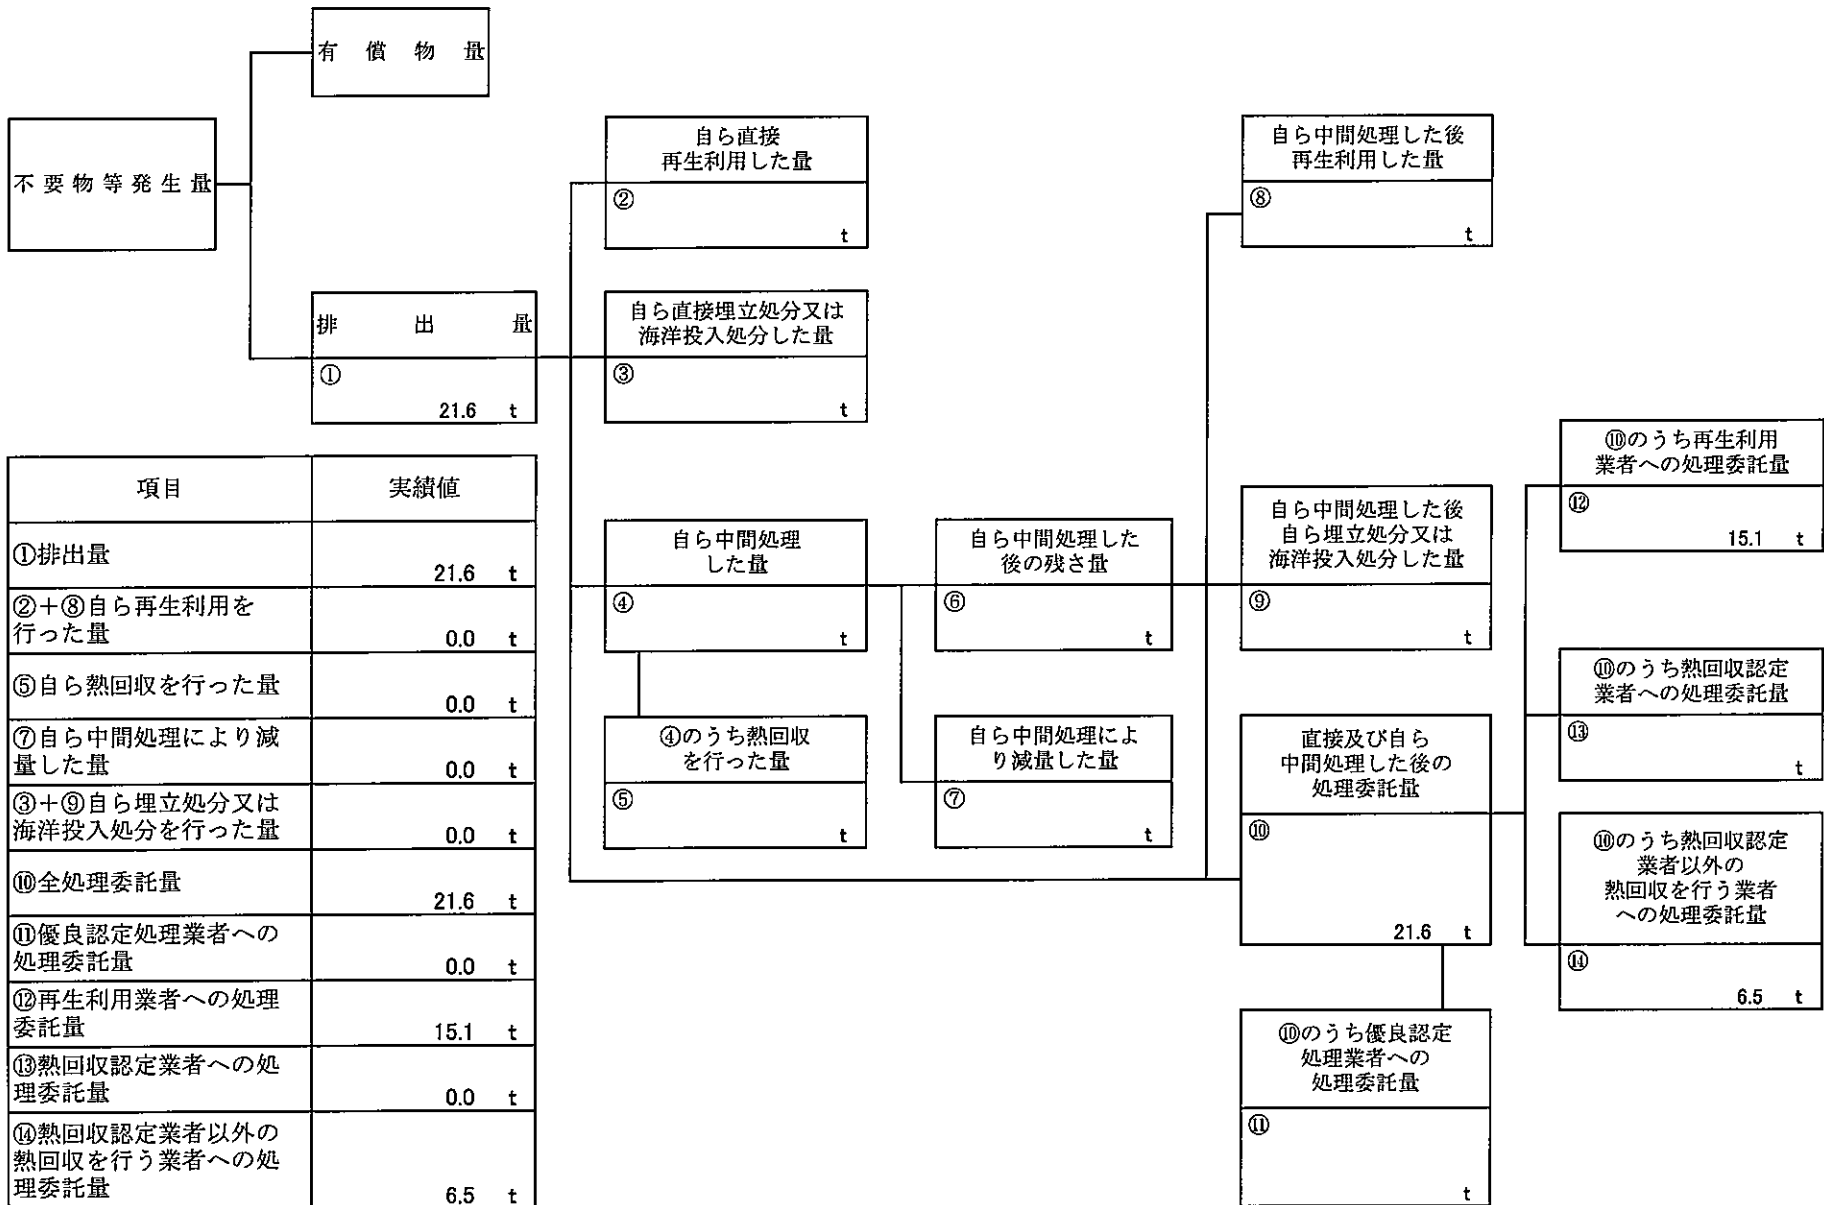 有償物量
不要物等発生量
排出量
①
21.6 t
自ら直接
再生利用した量
②
t
自ら直接埋立処分又は
海洋投入処分した量
③
t
自ら中間処理
した量
④
t
④のうち熱回収
を行った量
⑤
t
自ら中間処理した
後の残さ量
⑥
t
自ら中間処理によ
り減量した量
⑦
t
自ら中間処理した後
再生利用した量
⑧
t
自ら中間処理した後
自ら埋立処分又は
海洋投入処分した量
⑨
t
直接及び自ら
中間処理した後の
処理委託量
⑩
21.6 t
⑩のうち優良認定
処理業者への
処理委託量
⑪
t
⑩のうち再生利用
業者への処理委託量
⑫
15.1 t
⑩のうち熱回収認定
業者への処理委託量
⑬
t
⑩のうち熱回収認定
業者以外の
熱回収を行う業者
への処理委託量
⑭
6.5 t
項目 実績値
①排出量
21.6 t
②+⑧自ら再生利用を
行った量
0.0 t
⑤自ら熱回収を行った量
0.0 t
⑦自ら中間処理により減
量した量
0.0 t
③+⑨自ら埋立処分又は
海洋投入処分を行った量
0.0 t
⑩全処理委託量
21.6 t
⑪優良認定処理業者への
処理委託量
0.0 t
⑫再生利用業者への処理
委託量
15.1 t
⑬熱回収認定業者への処
理委託量
0.0 t
⑭熱回収認定業者以外の
熱回収を行う業者への処
理委託量
6.5 t